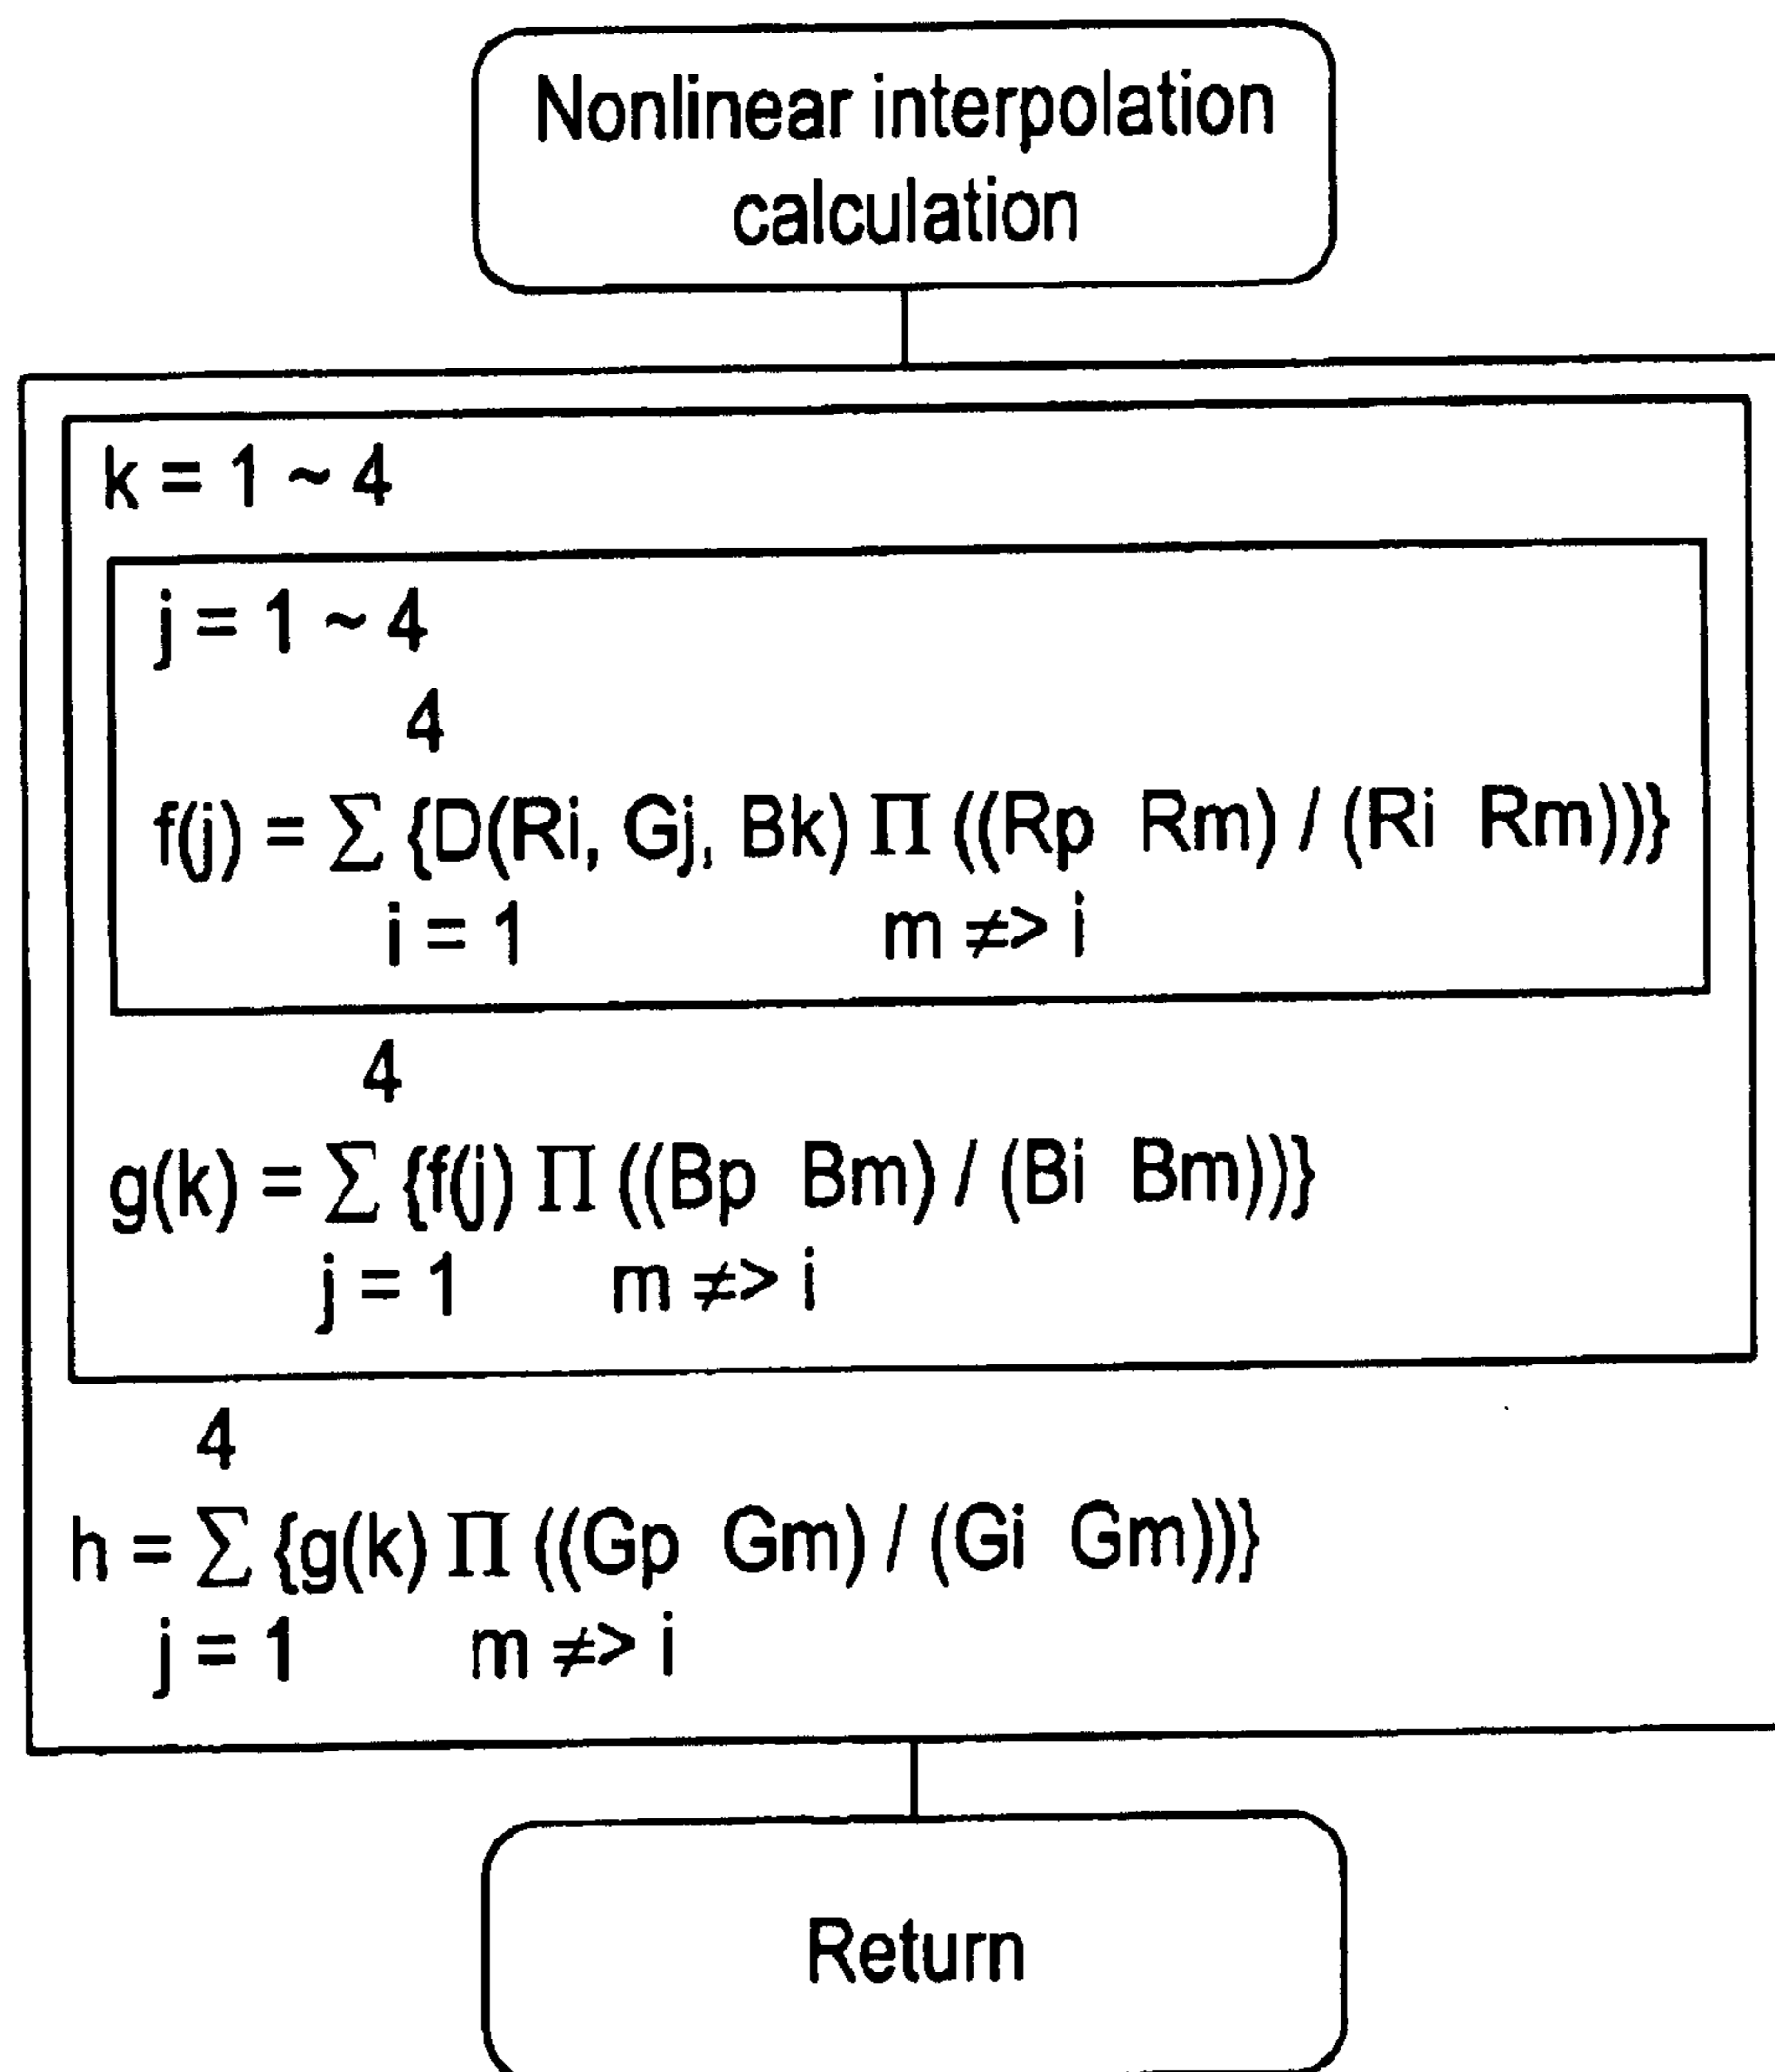 Nonlinear interpolation
calculation
k = 1 ~ 4
j = 1 ~ 4
4
f(j) = ∑ {D(Ri, Gj, Bk) Π ((Rp Rm) / (Ri Rm))}
i = 1 m ≠> i
4
g(k) = ∑ {f(j) Π ((Bp Bm) / (Bi Bm))}
j = 1 m ≠> i
4
h = ∑ {g(k) Π ((Gp Gm) / (Gi Gm))}
j = 1 m ≠> i
Return